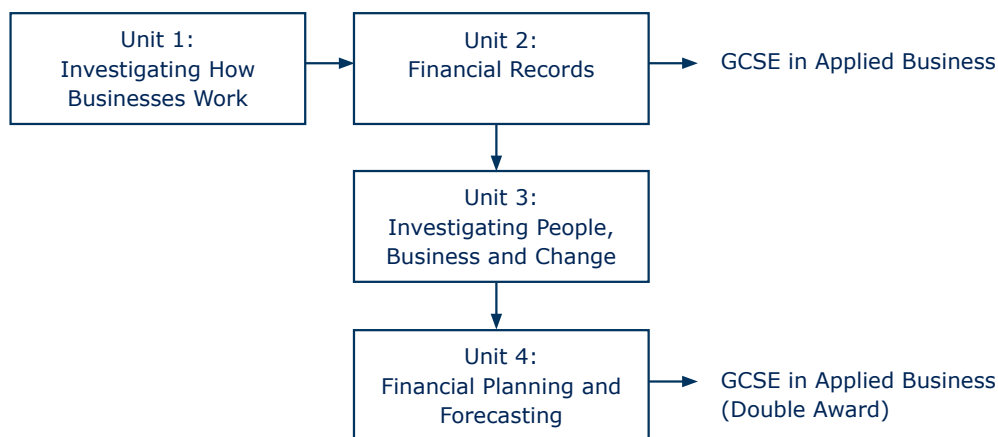 Unit 1:
Investigating How
Businesses Work
Unit 2:
Financial Records
GCSE in Applied Business
Unit 3:
Investigating People,
Business and Change
Unit 4:
Financial Planning and
Forecasting
GCSE in Applied Business
(Double Award)